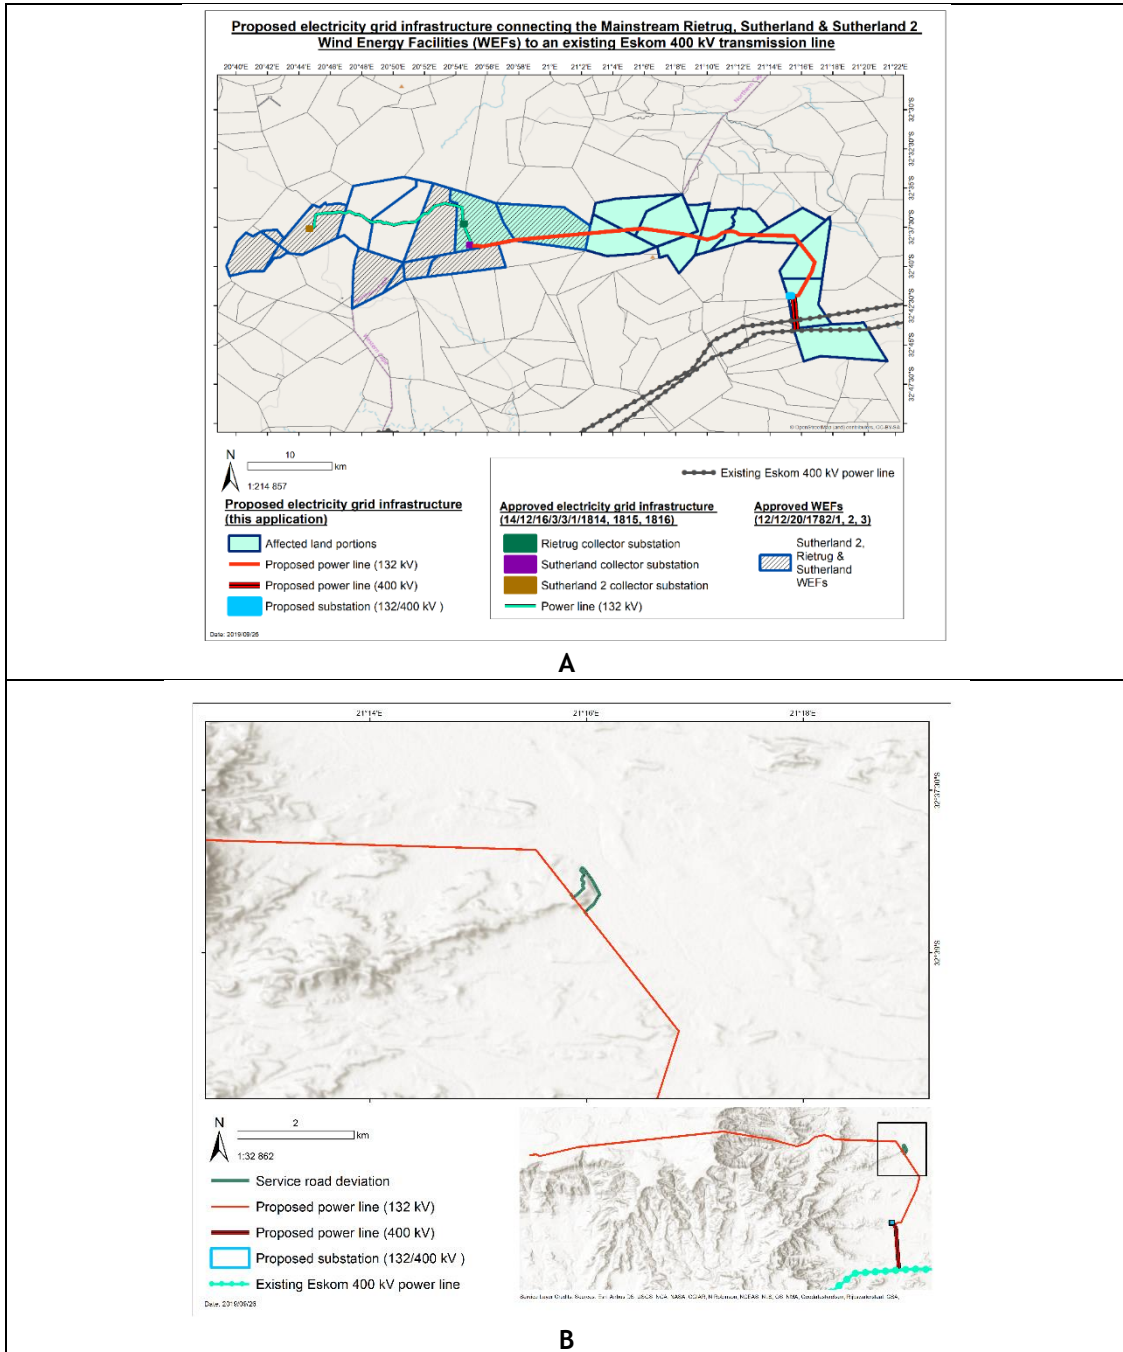 Proposed electricity grid infrastructure connecting the Mainstream Rietrug, Sutherland & Sutherland 2
Wind Energy Facilities (WEFs) to an existing Eskom 400 kV transmission line
20°40'E 20°42'E 20°44'E 20°46'E 20°48'E 20°50'E 20°52'E 20°54'E 20°56'E 20°58'E 21°E 21°2'E 21°4'E 21°6'E 21°8'E 21°10'E 21°12'E 21°14'E 21°16'E 21°18'E 21°20'E 21°22'E
N
10
km
1:214 857
Proposed electricity grid infrastructure
(this application)
Affected land portions
Proposed power line (132 kV)
Proposed power line (400 kV)
Proposed substation (132/400 kV )
Existing Eskom 400 kV power line
Approved electricity grid infrastructure
(14/12/16/3/3/1/1814, 1815, 1816)
Rietrug collector substation
Sutherland collector substation
Sutherland 2 collector substation
Power line (132 kV)
Approved WEFs
(12/12/20/1782/1, 2, 3)
Sutherland 2,
Rietrug &
Sutherland
WEFs
Date: 2019/09/26
A
21°14'E 21°16'E 21°18'E
32°37'30"S
32°39'S
N
2
km
1:32 862
Service road deviation
Proposed power line (132 kV)
Proposed power line (400 kV)
Proposed substation (132/400 kV )
Existing Eskom 400 kV power line
Date: 2019/09/26
B